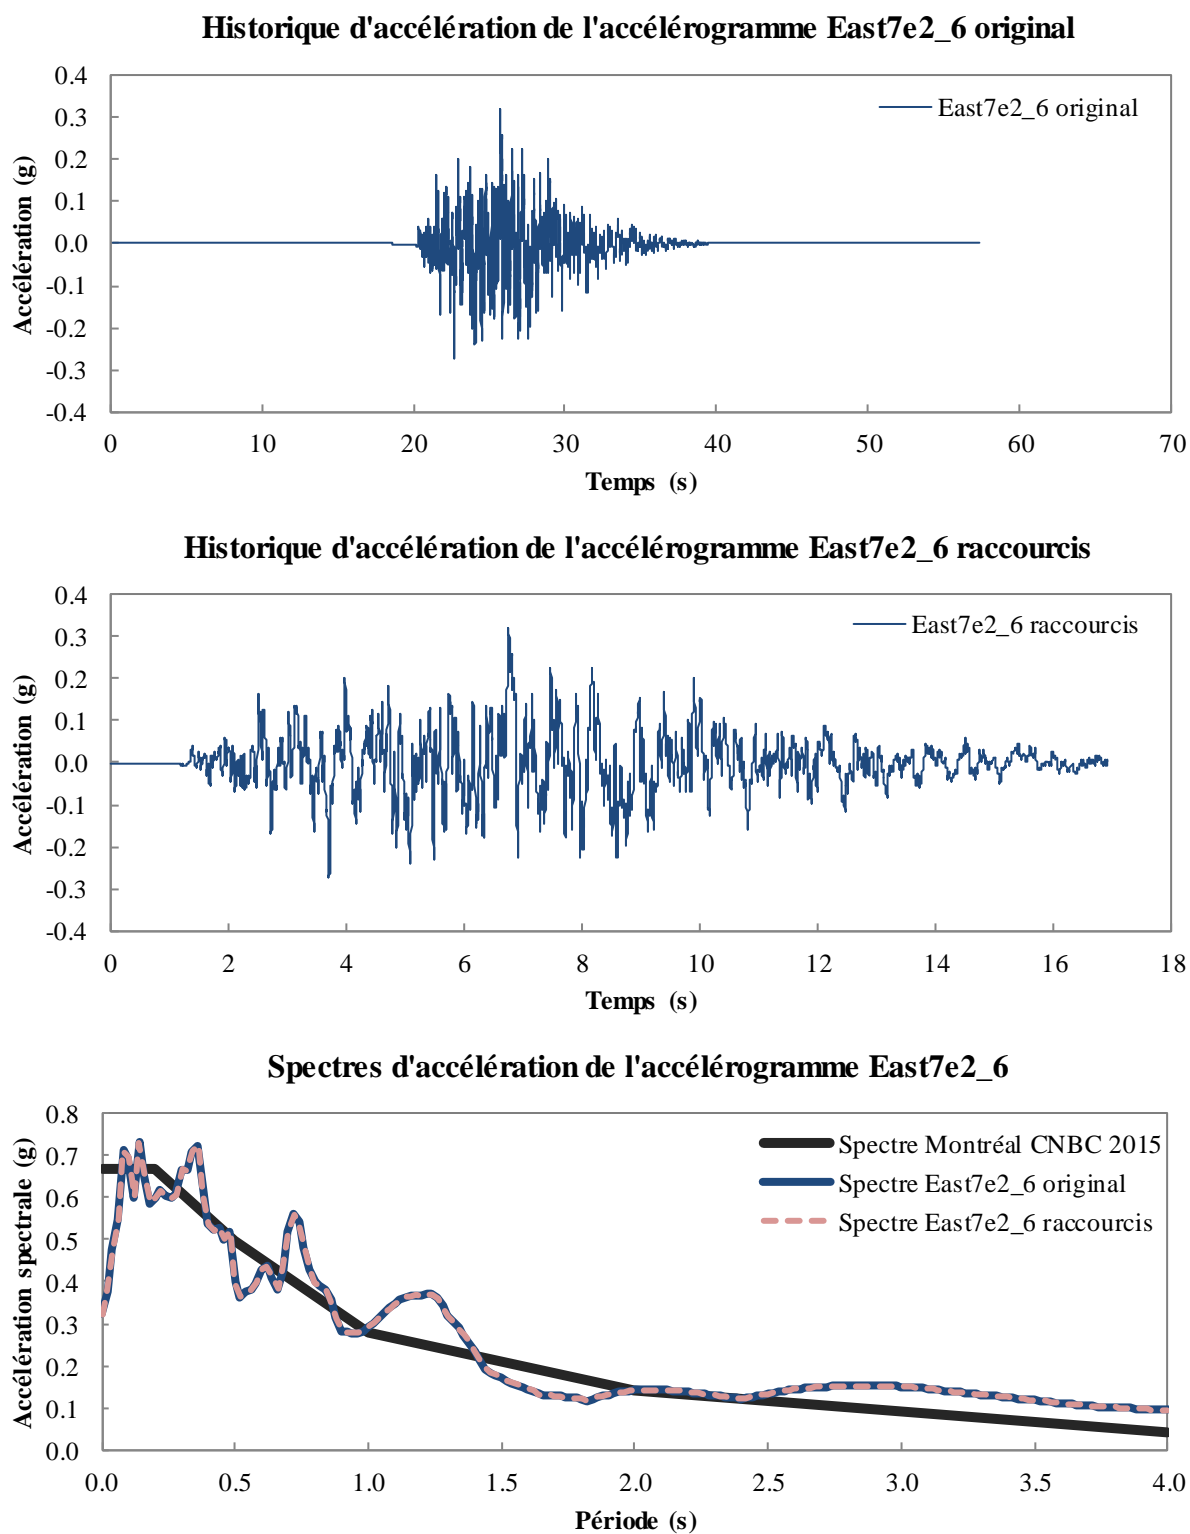 Historique d'accélération de l'accélérogramme East7e2_6 original
0.4
0.3
0.2
0.1
0.0
-0.1
-0.2
-0.3
-0.4
Accélération (g)
East7e2_6 original
0 10 20 30 40 50 60 70
Temps (s)
Historique d'accélération de l'accélérogramme East7e2_6 raccourcis
0.4
0.3
0.2
0.1
0.0
-0.1
-0.2
-0.3
-0.4
Accélération (g)
East7e2_6 raccourcis
0 2 4 6 8 10 12 14 16 18
Temps (s)
Spectres d'accélération de l'accélérogramme East7e2_6
0.8
0.7
0.6
0.5
0.4
0.3
0.2
0.1
0.0
Accélération spectrale (g)
Spectre Montréal CNBC 2015
Spectre East7e2_6 original
Spectre East7e2_6 raccourcis
0.0 0.5 1.0 1.5 2.0 2.5 3.0 3.5 4.0
Période (s)